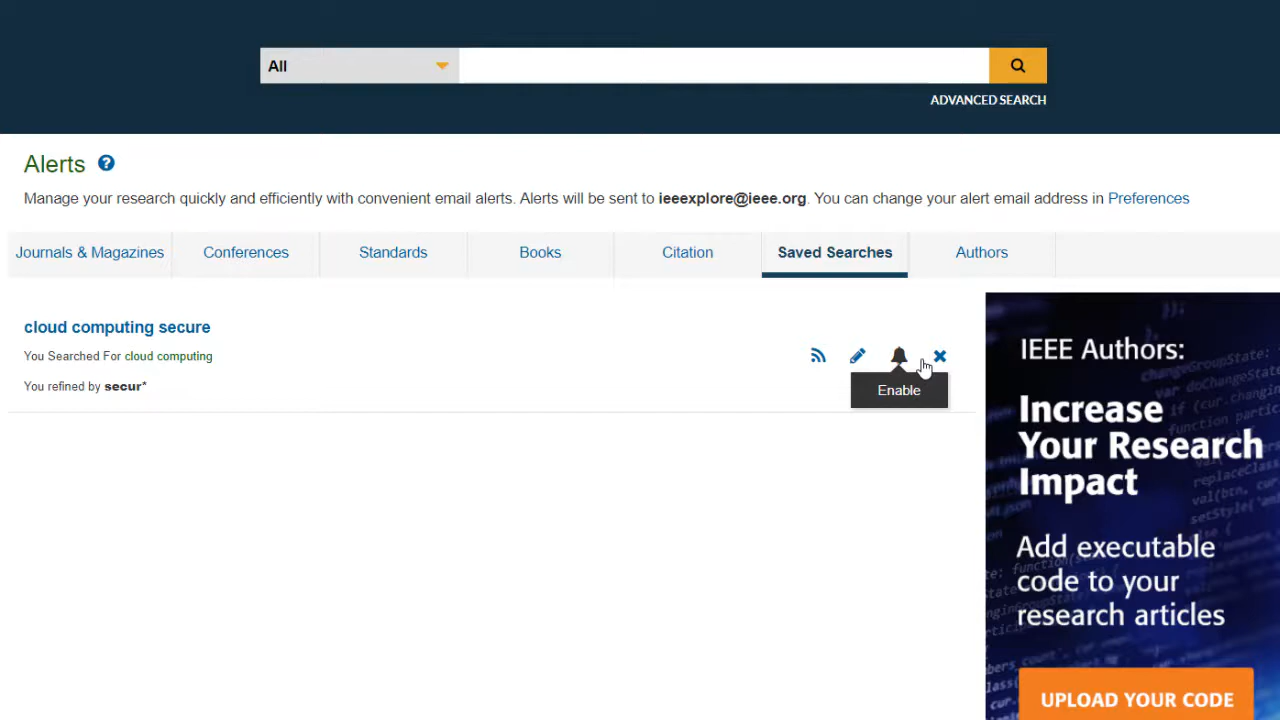 All
ADVANCED SEARCH
Alerts ?
Manage your research quickly and efficiently with convenient email alerts. Alerts will be sent to ieeexplore@ieee.org. You can change your alert email address in Preferences
Journals & Magazines Conferences Standards Books Citation Saved Searches Authors
cloud computing secure
You Searched For cloud computing
You refined by secur*
Enable
IEEE Authors:
Increase
Your Research
Impact
Add executable
code to your
research articles
UPLOAD YOUR CODE